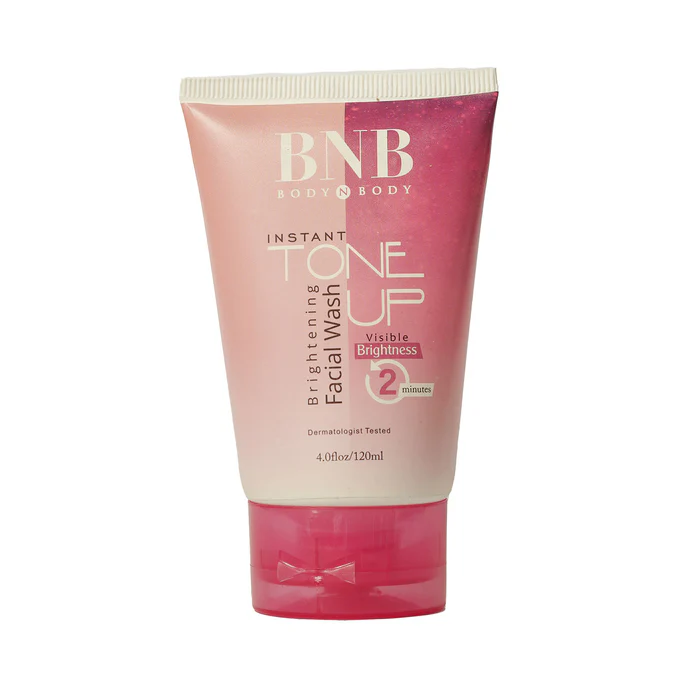 BNB
BODY N BODY
INSTANT
TONE
UP
Brightening
Facial Wash
Visible
Brightness
2
minutes
Dermatologist Tested
4.0floz/120ml